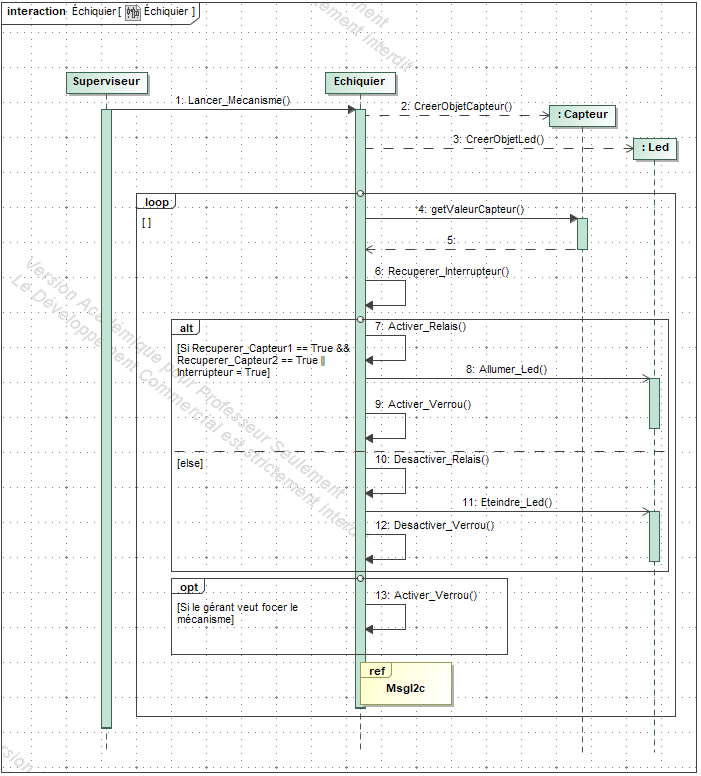 interaction Échiquier [ Échiquier ]
Superviseur
Echiquier
1: Lancer_Mecanisme()
2: CreerObjetCapteur()
: Capteur
3: CreerObjetLed()
: Led
loop
[ ]
4: getValeurCapteur()
5:
6: Recuperer_Interrupteur()
alt
[Si Recuperer_Capteur1 == True &&
Recuperer_Capteur2 == True
Interrupteur = True]
7: Activer_Relais()
8: Allumer_Led()
9: Activer_Verrou()
[else]
10: Desactiver_Relais()
11: Eteindre_Led()
12: Desactiver_Verrou()
opt
[Si le gérant veut focer le
mécanisme]
13: Activer_Verrou()
ref
MsgI2c
Version Académique pour Professeur Seulement
Le Développement Commercial est strictement Interdit